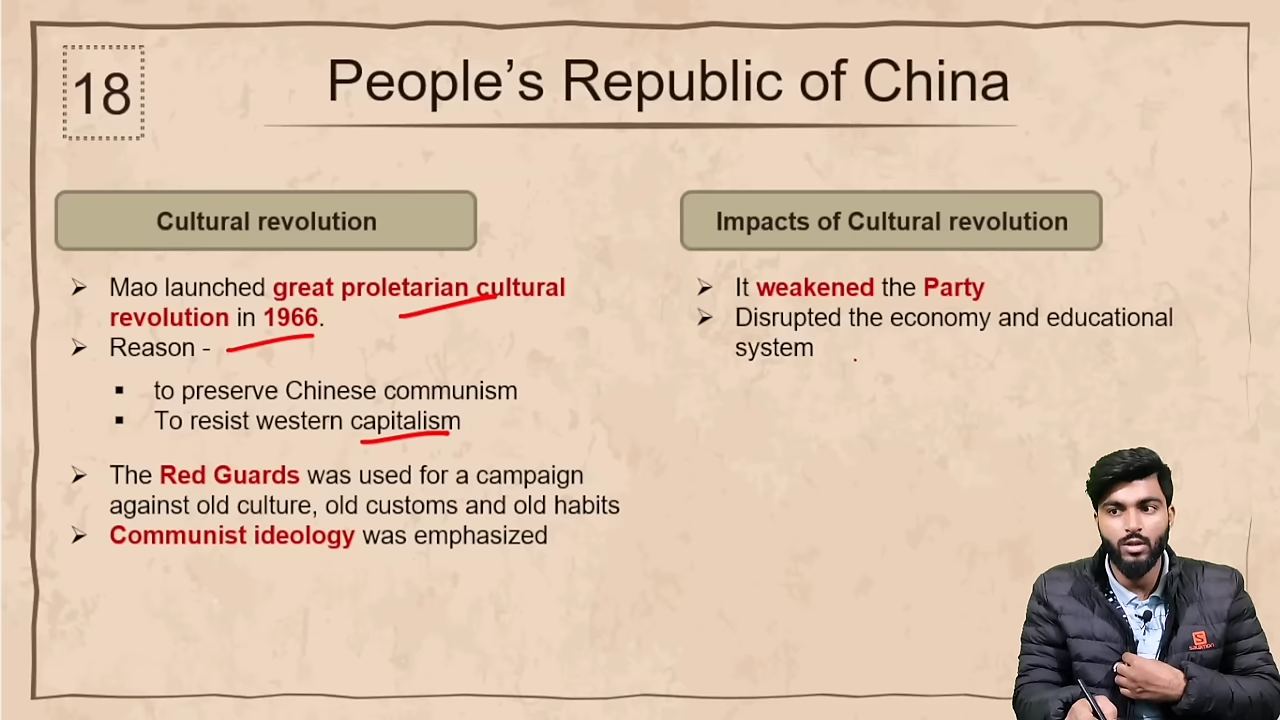 18
People's Republic of China
Cultural revolution
Mao launched great proletarian cultural
revolution in 1966.
Reason -
to preserve Chinese communism
To resist western capitalism
The Red Guards was used for a campaign
against old culture, old customs and old habits
Communist ideology was emphasized
Impacts of Cultural revolution
It weakened the Party
Disrupted the economy and educational
system
S
salomon